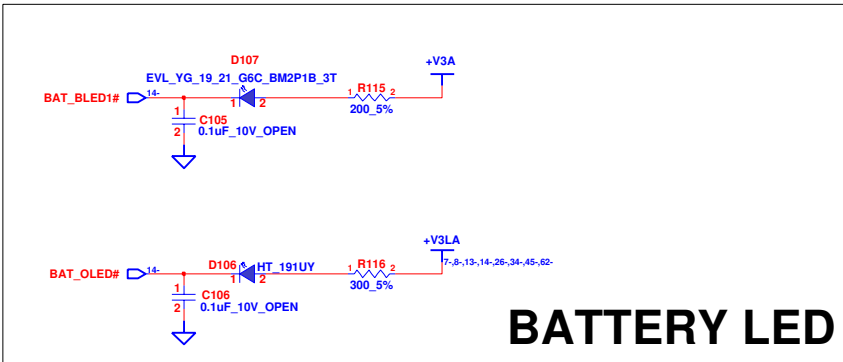 D107
+V3A
EVL_YG_19_21_G6C_BM2P1B_3T
BAT_BLED1#
14-
1 2
1 R115 2
200_5%
1
C105
2
0.1uF_10V_OPEN
+V3LA
7-,8-,13-,14-,26-,34-,45-,62-
BAT_OLED#
14-
D106
HT_191UY
1 2
1 R116 2
300_5%
1
C106
2
0.1uF_10V_OPEN
BATTERY LED